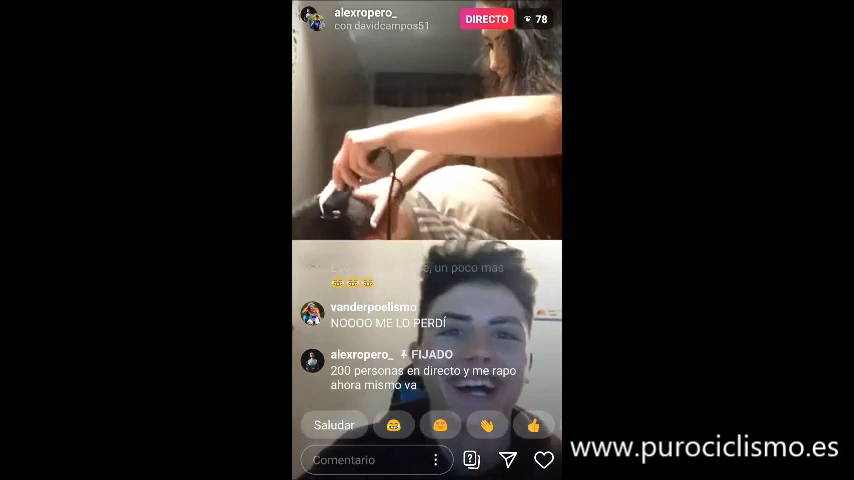 alexropero_
con davidcampos51
DIRECTO
78
, un poco mas
vanderpoelismo
NOOOO ME LO PERDÍ
alexropero_ FIJADO
200 personas en directo y me rapo
ahora mismo va
Saludar
Comentario
www.purociclismo.es